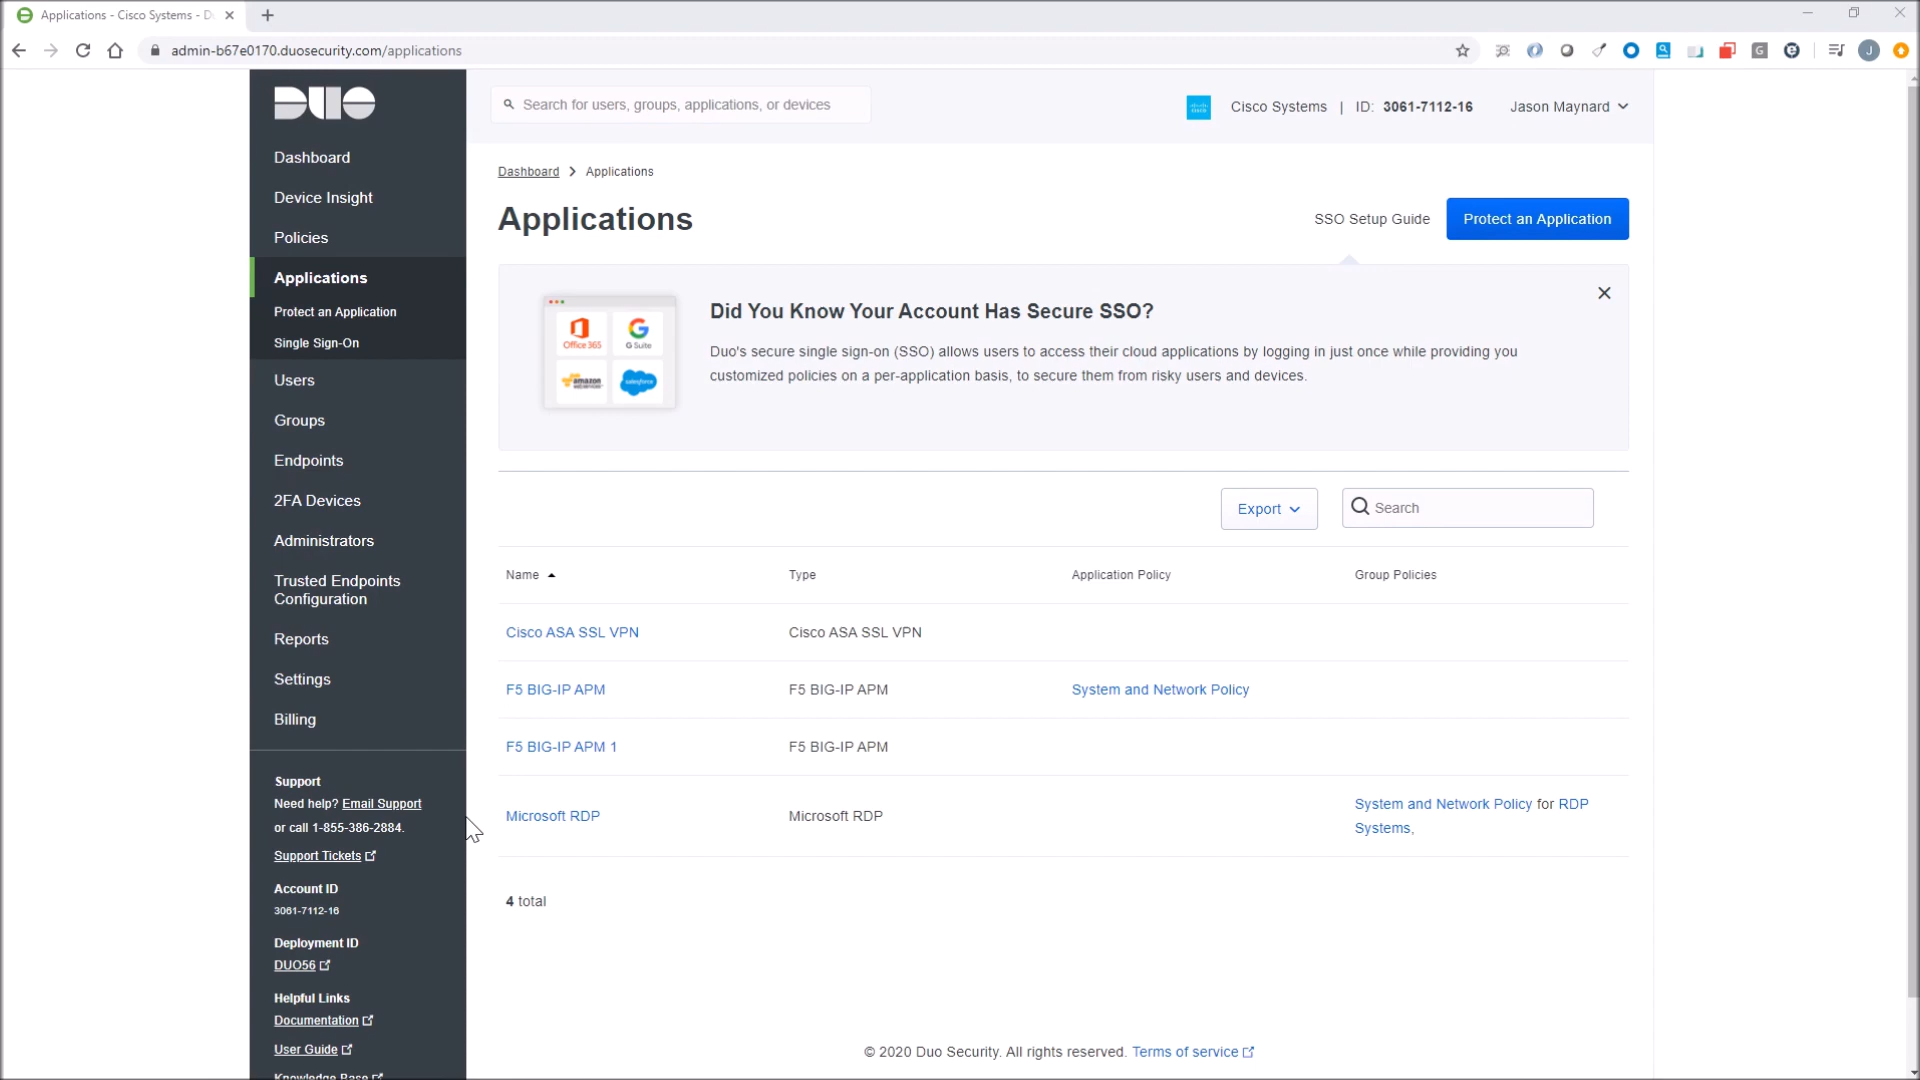 Applications - Cisco Systems - D
admin-b67e0170.duosecurity.com/applications
J
G
DUO
Dashboard
Device Insight
Policies
Applications
Protect an Application
Single Sign-On
Users
Groups
Endpoints
2FA Devices
Administrators
Trusted Endpoints
Configuration
Reports
Settings
Billing
Support
Need help? Email Support
or call 1-855-386-2884.
Support Tickets
Account ID
3061-7112-16
Deployment ID
DUO56
Helpful Links
Documentation
User Guide
Knowledge Base
Search for users, groups, applications, or devices
Cisco Systems | ID: 3061-7112-16 Jason Maynard
Dashboard > Applications
Applications
SSO Setup Guide
Protect an Application
Office 365
G Suite
amazon
salesforce
Did You Know Your Account Has Secure SSO?
Duo's secure single sign-on (SSO) allows users to access their cloud applications by logging in just once while providing you
customized policies on a per-application basis, to secure them from risky users and devices.
Export
Search
Name Type Application Policy Group Policies
Cisco ASA SSL VPN Cisco ASA SSL VPN
F5 BIG-IP APM F5 BIG-IP APM System and Network Policy
F5 BIG-IP APM 1 F5 BIG-IP APM
Microsoft RDP Microsoft RDP System and Network Policy for RDP
Systems,
4 total
© 2020 Duo Security. All rights reserved. Terms of service